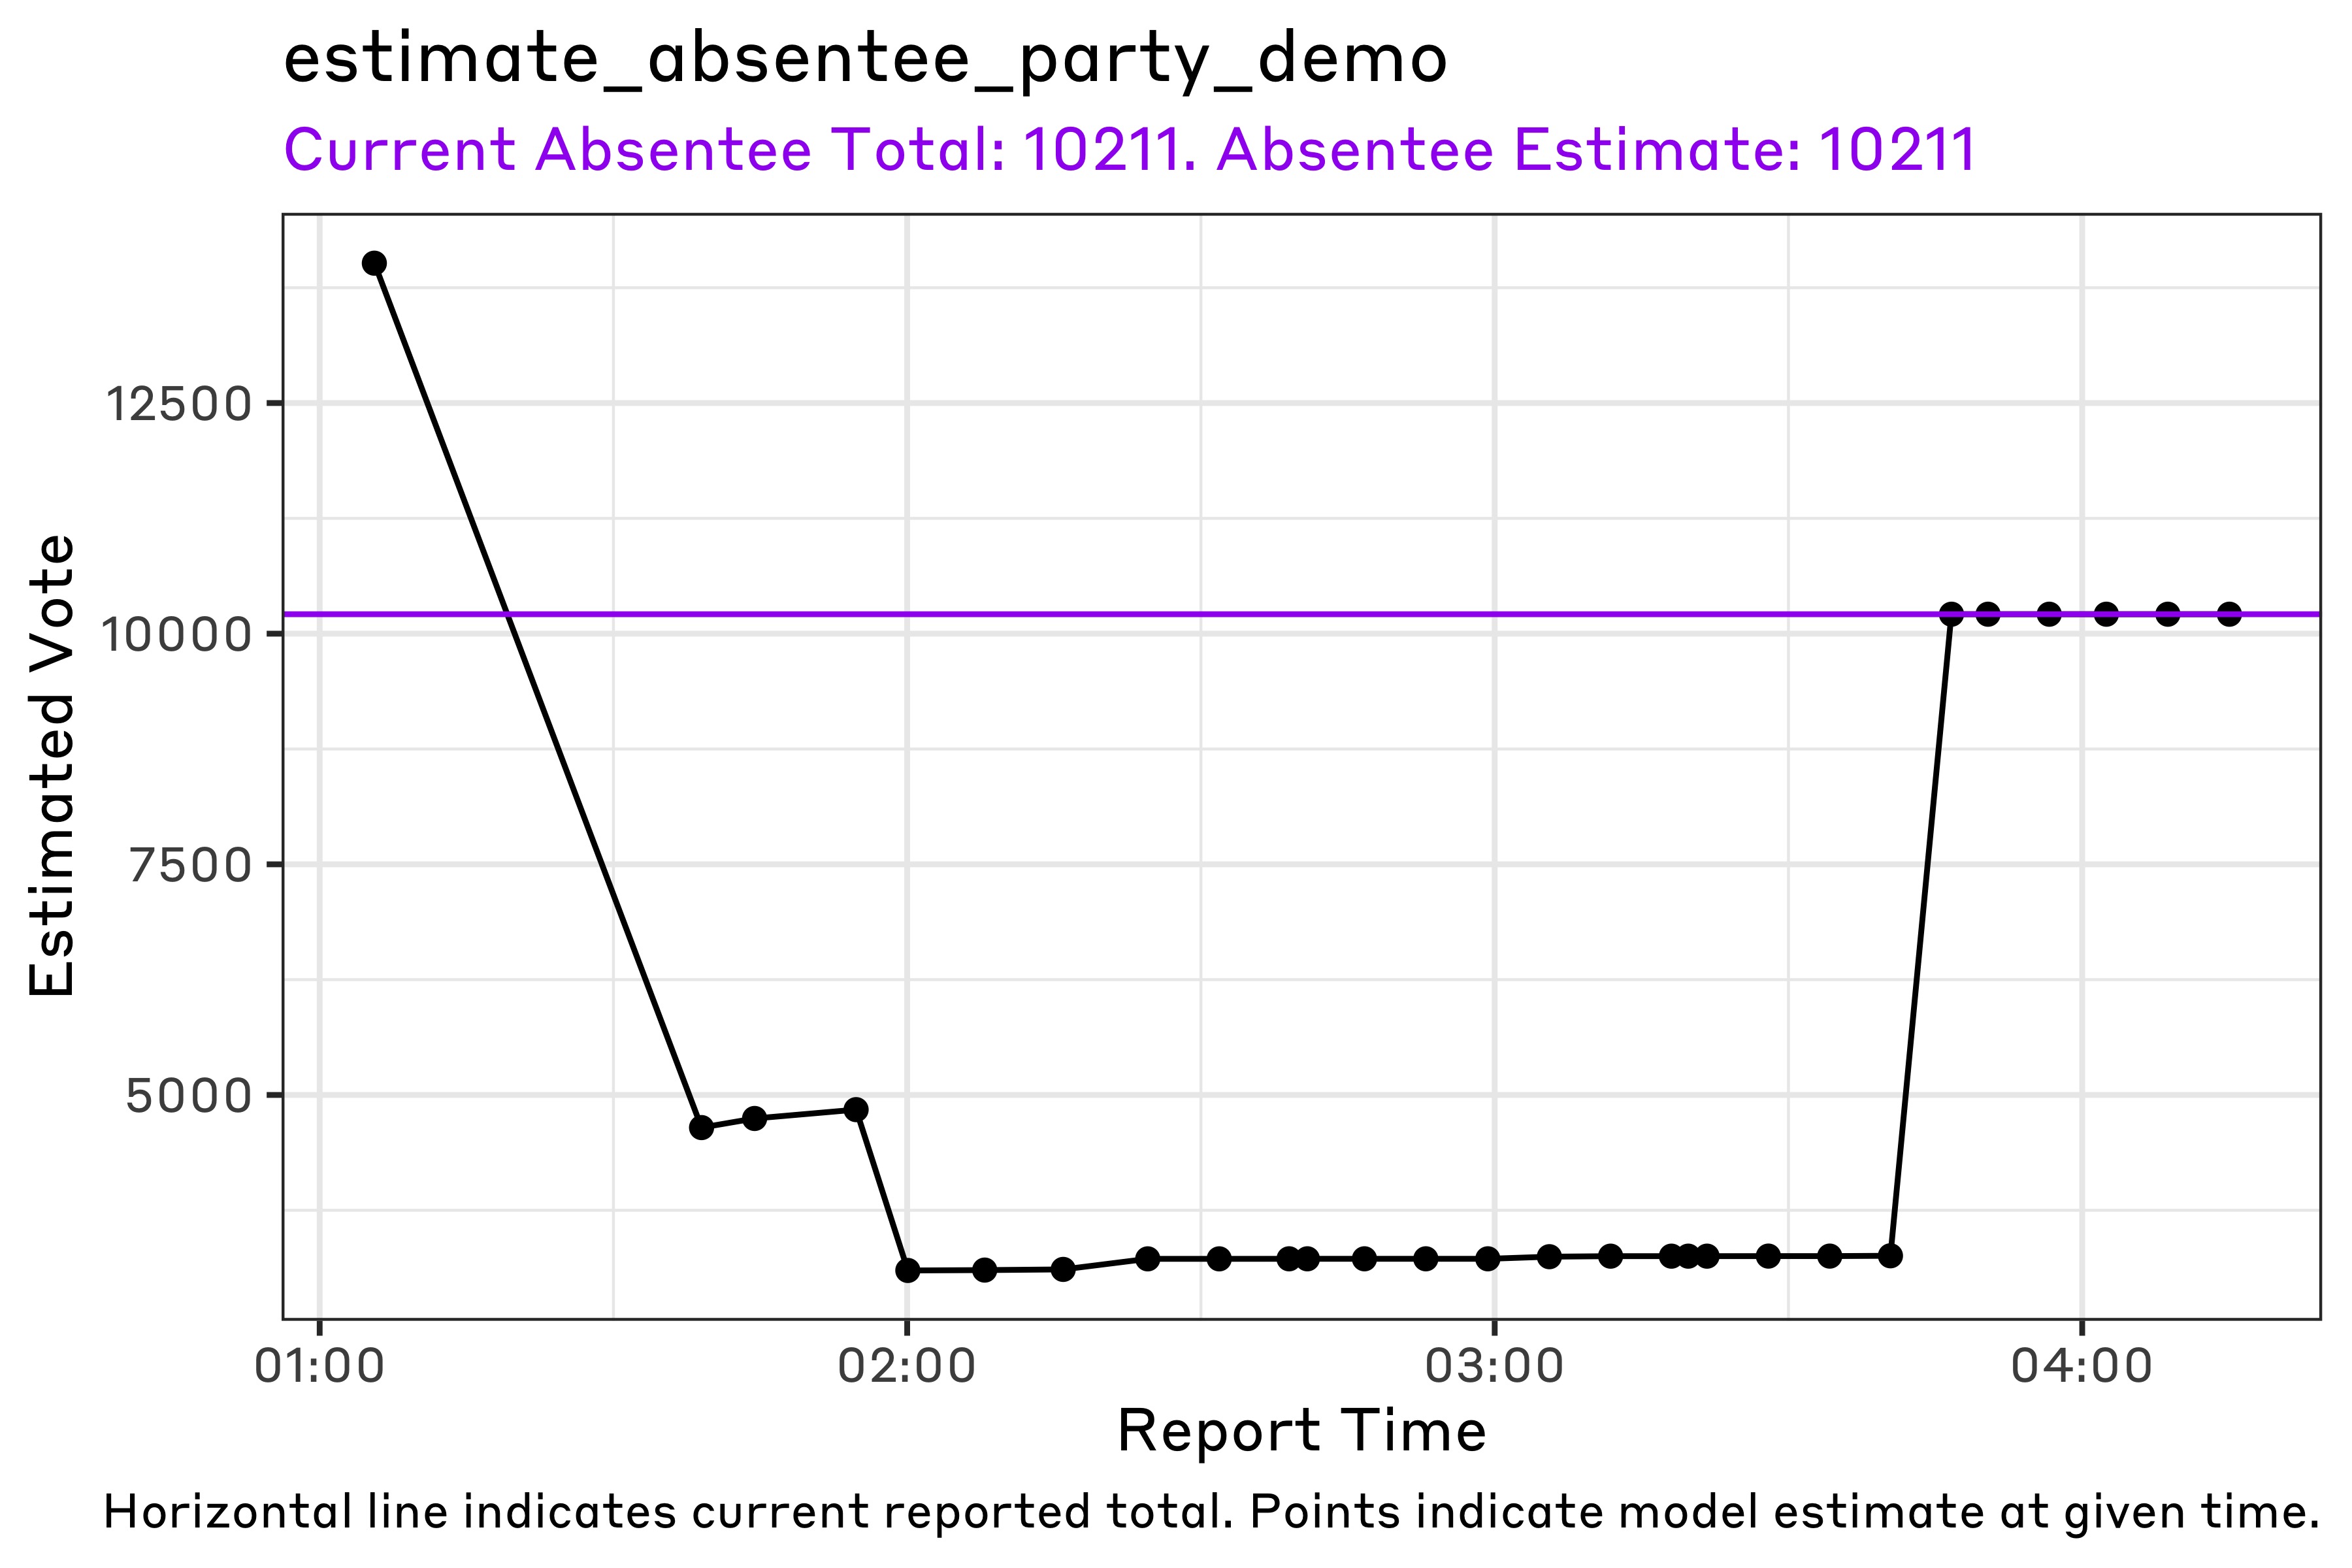 estimate_absentee_party_demo
Current Absentee Total: 10211. Absentee Estimate: 10211
Estimated Vote
12500
10000
7500
5000
01:00 02:00 03:00 04:00
Report Time
Horizontal line indicates current reported total. Points indicate model estimate at given time.